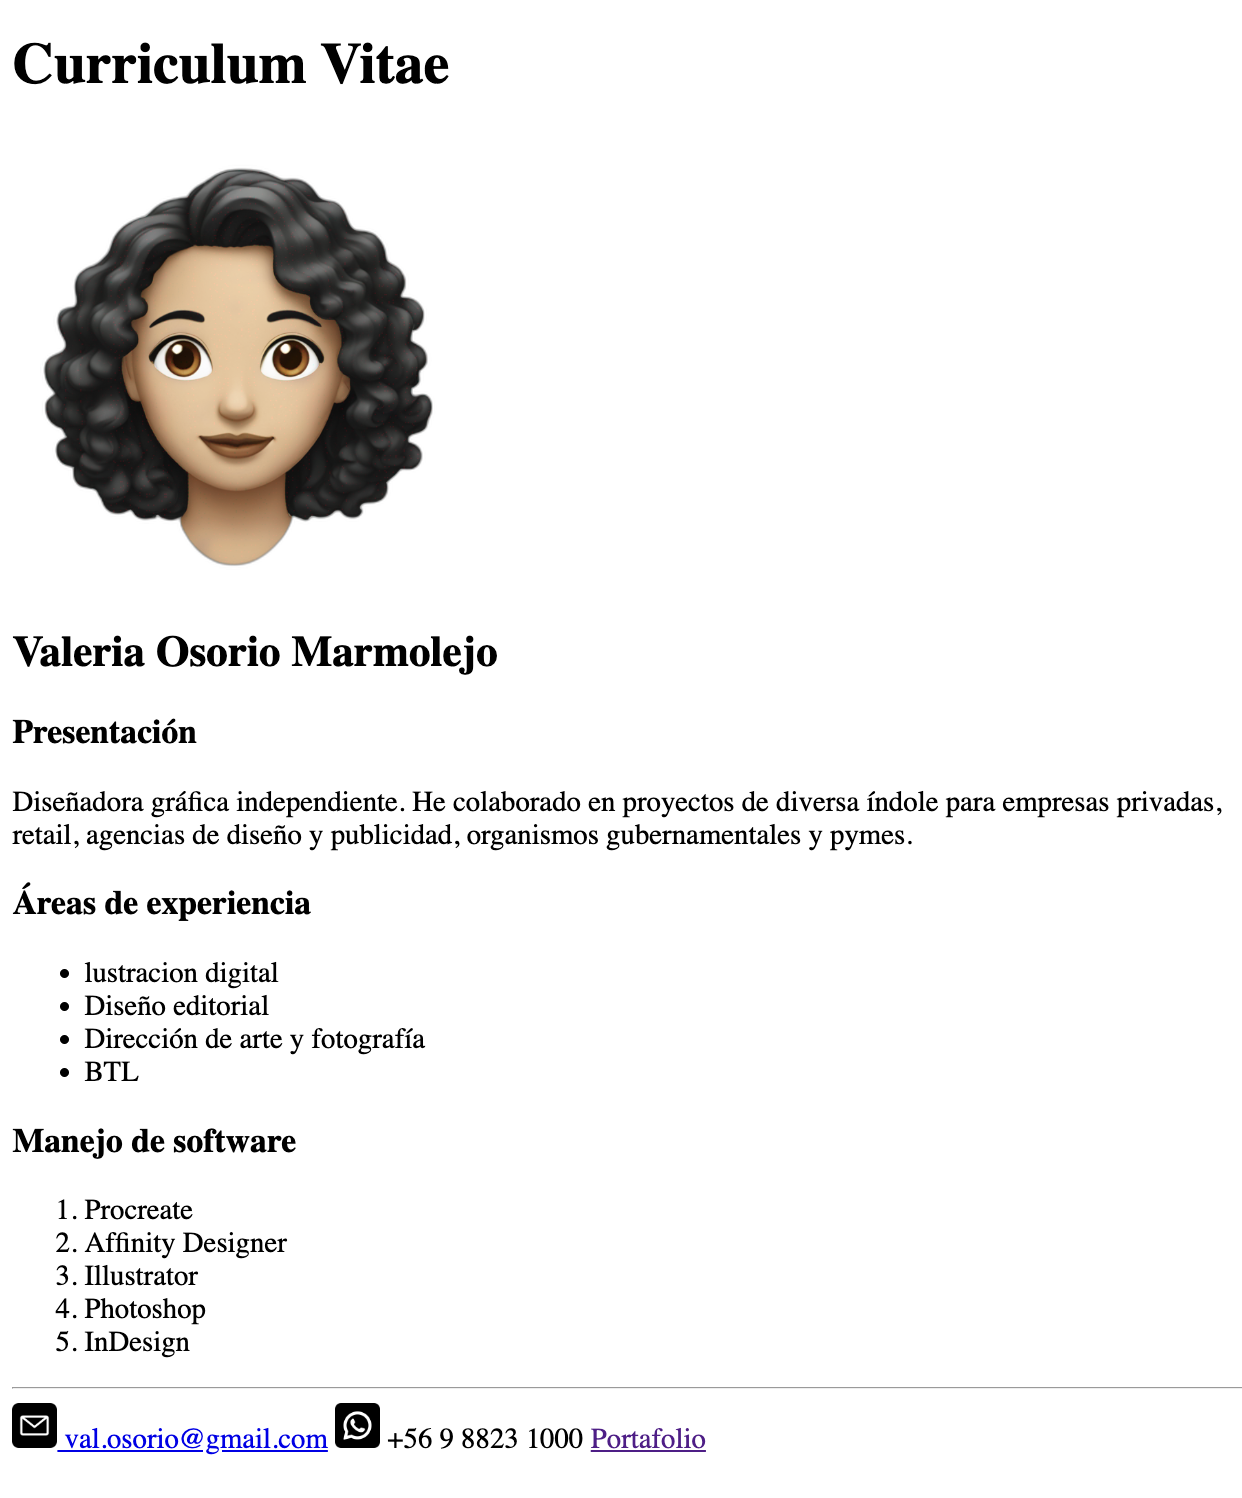 Curriculum Vitae
Valeria Osorio Marmolejo
Presentación
Diseñadora gráfica independiente. He colaborado en proyectos de diversa índole para empresas privadas,
retail, agencias de diseño y publicidad, organismos gubernamentales y pymes.
Áreas de experiencia
• lustracion digital
• Diseño editorial
• Dirección de arte y fotografía
• BTL
Manejo de software
1. Procreate
2. Affinity Designer
3. Illustrator
4. Photoshop
5. InDesign
val.osorio@gmail.com +56 9 8823 1000 Portafolio